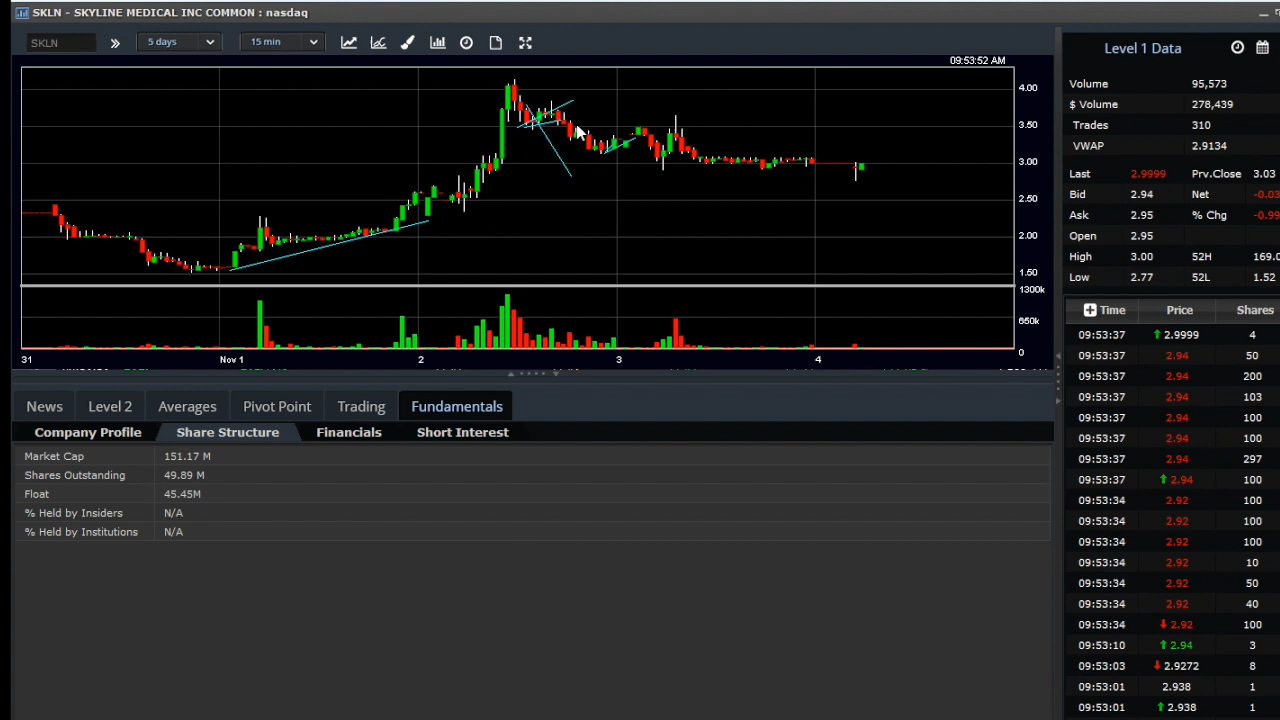 SKLN - SKYLINE MEDICAL INC COMMON : nasdaq
SKLN » 5 days 15 min
09:53:52 AM
4.00
3.50
3.00
2.50
2.00
1.50
1300k
650k
0
31 Nov 1 2 3 4
News Level 2 Averages Pivot Point Trading Fundamentals
Company Profile Share Structure Financials Short Interest
Market Cap 151.17 M
Shares Outstanding 49.89 M
Float 45.45M
% Held by Insiders N/A
% Held by Institutions N/A
Level 1 Data
Volume 95,573
$ Volume 278,439
Trades 310
VWAP 2.9134
Last 2.9999 Prv.Close 3.03
Bid 2.94 Net -0.03
Ask 2.95 % Chg -0.99
Open 2.95
High 3.00 52H 169.0
Low 2.77 52L 1.52
Time Price Shares
09:53:37 2.9999 4
09:53:37 2.94 50
09:53:37 2.94 200
09:53:37 2.94 103
09:53:37 2.94 100
09:53:37 2.94 100
09:53:37 2.94 297
09:53:37 2.94 100
09:53:34 2.92 100
09:53:34 2.92 100
09:53:34 2.92 100
09:53:34 2.92 10
09:53:34 2.92 50
09:53:34 2.92 40
09:53:34 2.92 100
09:53:10 2.94 3
09:53:03 2.9272 8
09:53:01 2.938 1
09:53:01 2.938 1